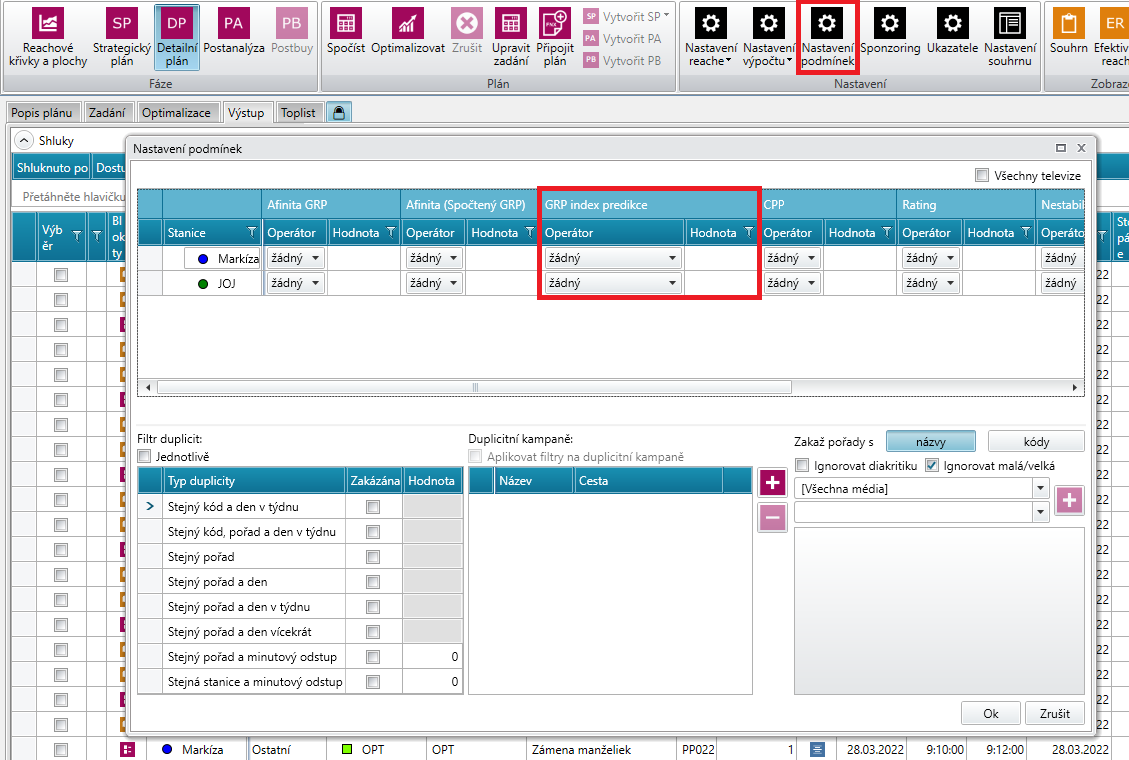 SP DP PA PB
Reachové křivky a plochy
Strategický plán
Detailní plán
Postanalýza
Postbuy
Fáze
Spočíst
Optimalizovat
Zrušit
Upravit zadání
Připojit plán
SP Vytvořit SP
PA Vytvořit PA
PB Vytvořit PB
Plán
Nastavení reache
Nastavení výpočtu
Nastavení podmínek
Sponzoring
Ukazatele
Nastavení souhrnu
Nastavení
ER
Souhrn
Efektiv
reach
Zobraze
Popis plánu Zadání Optimalizace Výstup Toplist
Shluky
Shluknuto po Dostu
Přetáhněte hlavičku
Výb
ěr
Bl
ok
ty
Nastavení podmínek
Všechny televize
Afinita GRP Afinita (Spočtený GRP) GRP index predikce CPP Rating Nestabil
Stanice Operátor Hodnota Operátor Hodnota Operátor Hodnota Operátor Hodnota Operátor Hodnota Operáto
Markíza žádný žádný žádný žádný žádný žádný
JOJ žádný žádný žádný žádný žádný žádný
Filtr duplicit:
Jednotlivě
Typ duplicity Zakázána Hodnota
Stejný kód a den v týdnu
Stejný kód, pořad a den v týdnu
Stejný pořad
Stejný pořad a den
Stejný pořad a den v týdnu
Stejný pořad a den vícekrát
Stejný pořad a minutový odstup 0
Stejná stanice a minutový odstup 0
Duplicitní kampaně:
Aplikovat filtry na duplicitní kampaně
Název Cesta
Zakaž pořady s názvy kódy
Ignorovat diakritiku Ignorovat malá/velká
[Všechna média]
Ok Zrušit
Markíza Ostatní OPT OPT Zámena manželiek PP022 1 28.03.2022 9:10:00 9:12:00 28.03.2022